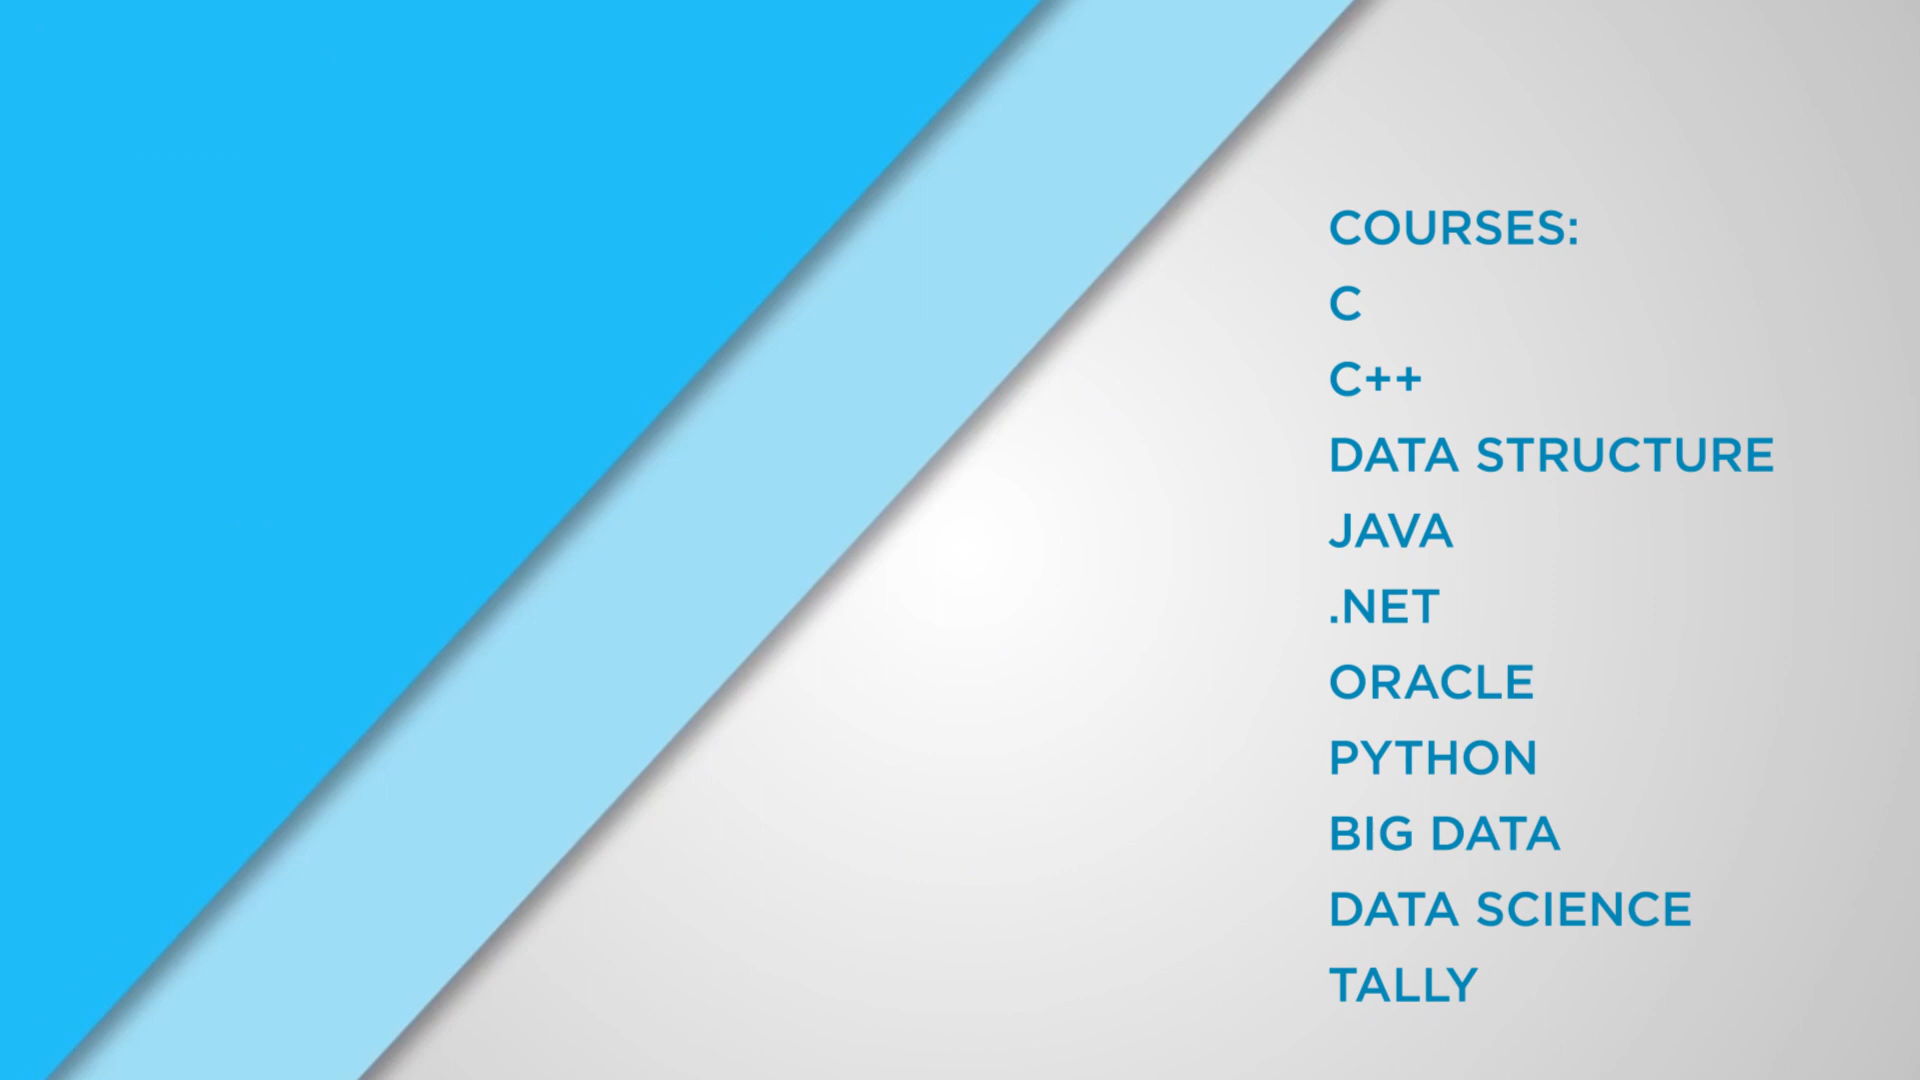 COURSES:
C
C++
DATA STRUCTURE
JAVA
.NET
ORACLE
PYTHON
BIG DATA
DATA SCIENCE
TALLY